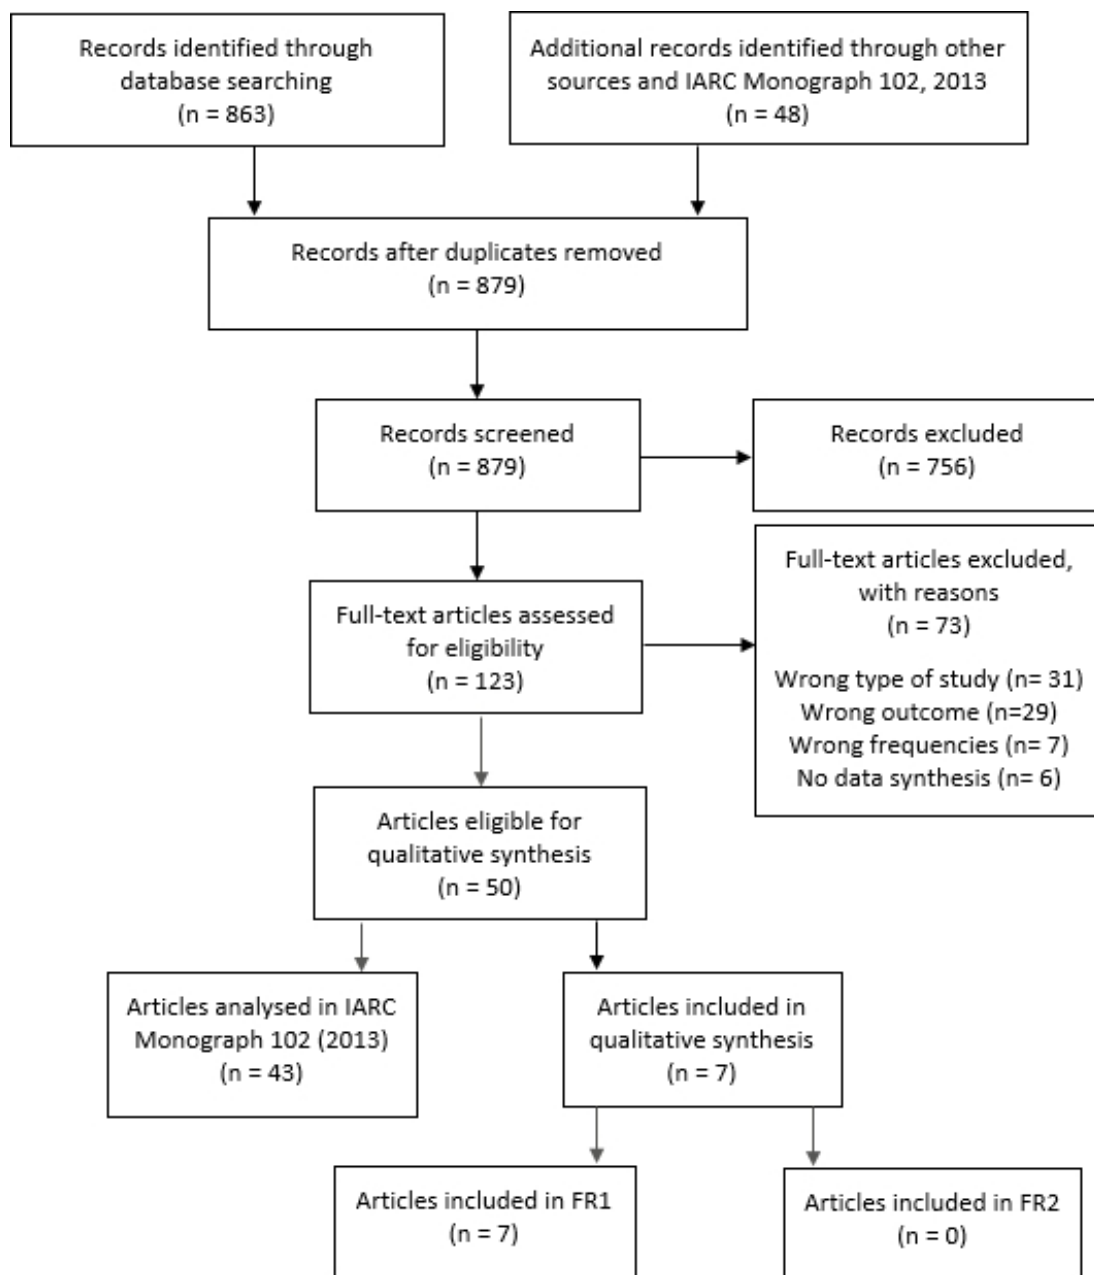 Records identified through
database searching
(n = 863)
Additional records identified through other
sources and IARC Monograph 102, 2013
(n = 48)
Records after duplicates removed
(n = 879)
Records screened
(n = 879)
Records excluded
(n = 756)
Full-text articles assessed
for eligibility
(n = 123)
Full-text articles excluded,
with reasons
(n = 73)
Wrong type of study (n= 31)
Wrong outcome (n=29)
Wrong frequencies (n= 7)
No data synthesis (n= 6)
Articles eligible for
qualitative synthesis
(n = 50)
Articles analysed in IARC
Monograph 102 (2013)
(n = 43)
Articles included in
qualitative synthesis
(n = 7)
Articles included in FR1
(n = 7)
Articles included in FR2
(n = 0)